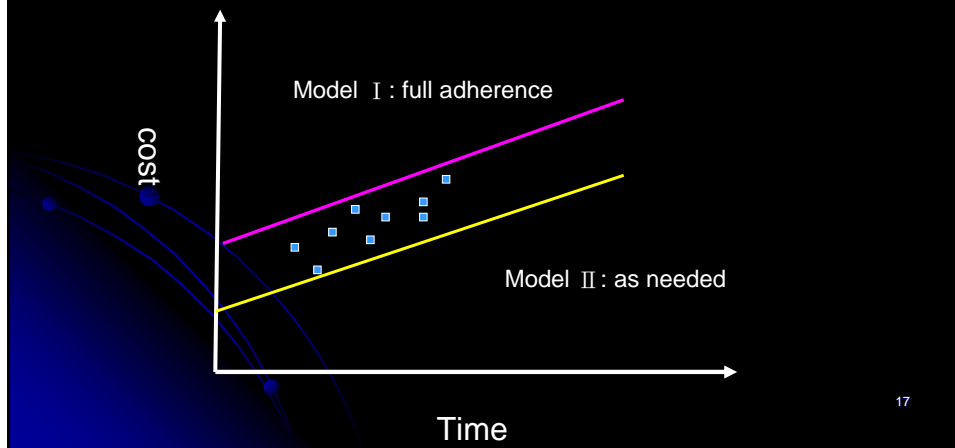 Model Ⅰ: full adherence
cost
Model Ⅱ: as needed
17
Time